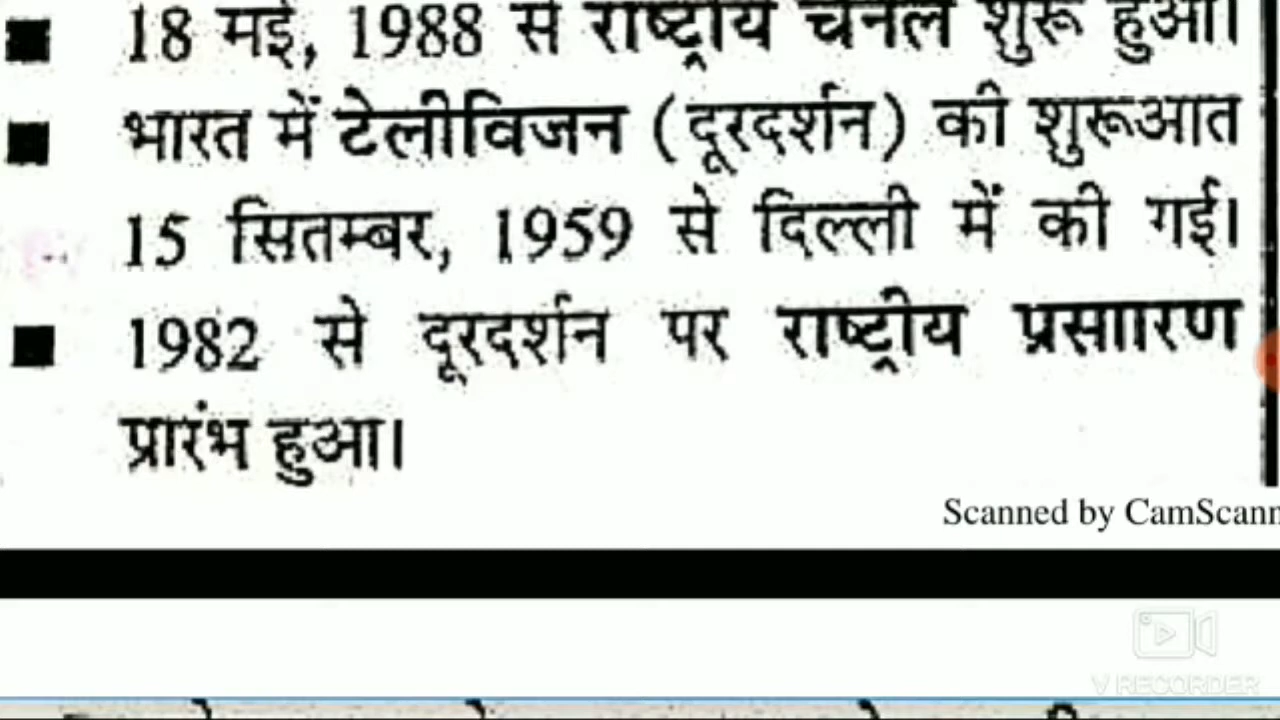 ■ 18 मई, 1988 से राष्ट्रीय चैनल शुरू हुआ।
■ भारत में टेलीविजन (दूरदर्शन) की शुरूआत
15 सितम्बर, 1959 से दिल्ली में की गई।
■ 1982 से दूरदर्शन पर राष्ट्रीय प्रसाारण
प्रारंभ हुआ।
Scanned by CamScann
V RECORDER